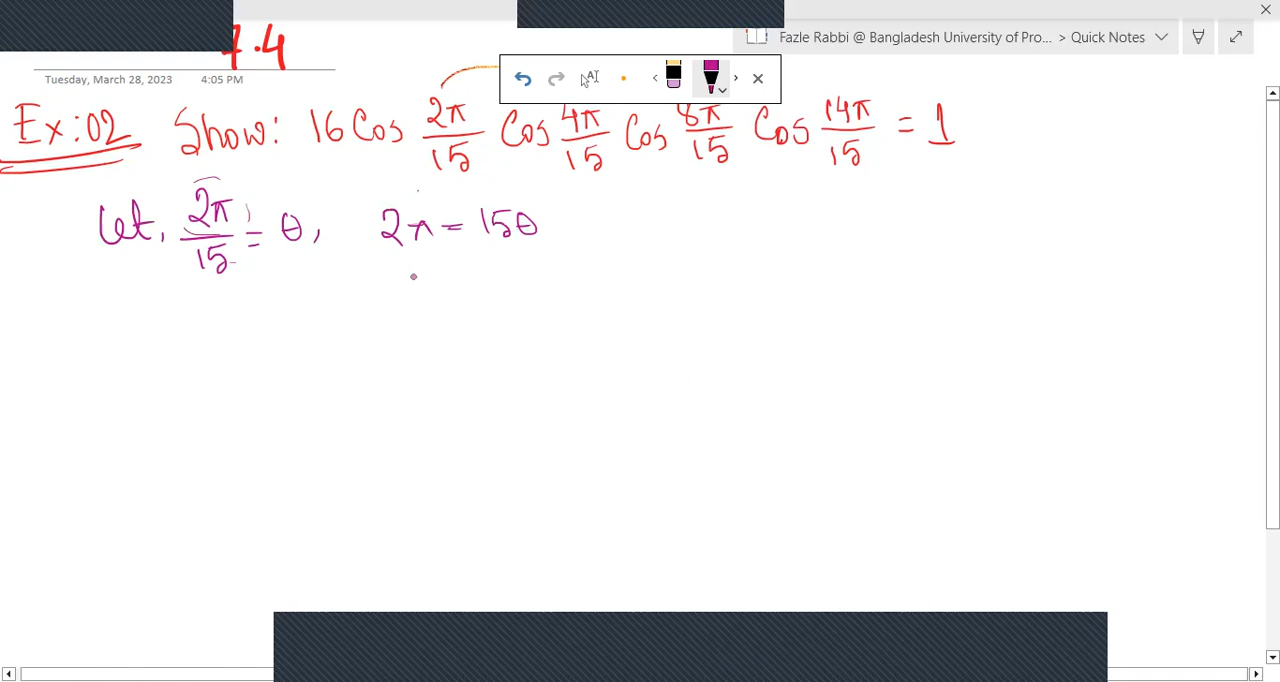 7.4
Fazle Rabbi @ Bangladesh University of Pro... > Quick Notes
Tuesday, March 28, 2023 4:05 PM
Ex:02 Show: 16 Cos 2π/15 Cos 4π/15 Cos 8π/15 Cos 14π/15 = 1
Let, 2π/15 = θ, 2π = 15θ